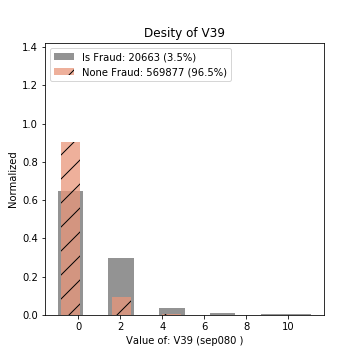 Desity of V39
Is Fraud: 20663 (3.5%)
None Fraud: 569877 (96.5%)
Normalized
1.4
1.2
1.0
0.8
0.6
0.4
0.2
0.0
0 2 4 6 8 10
Value of: V39 (sep080 )